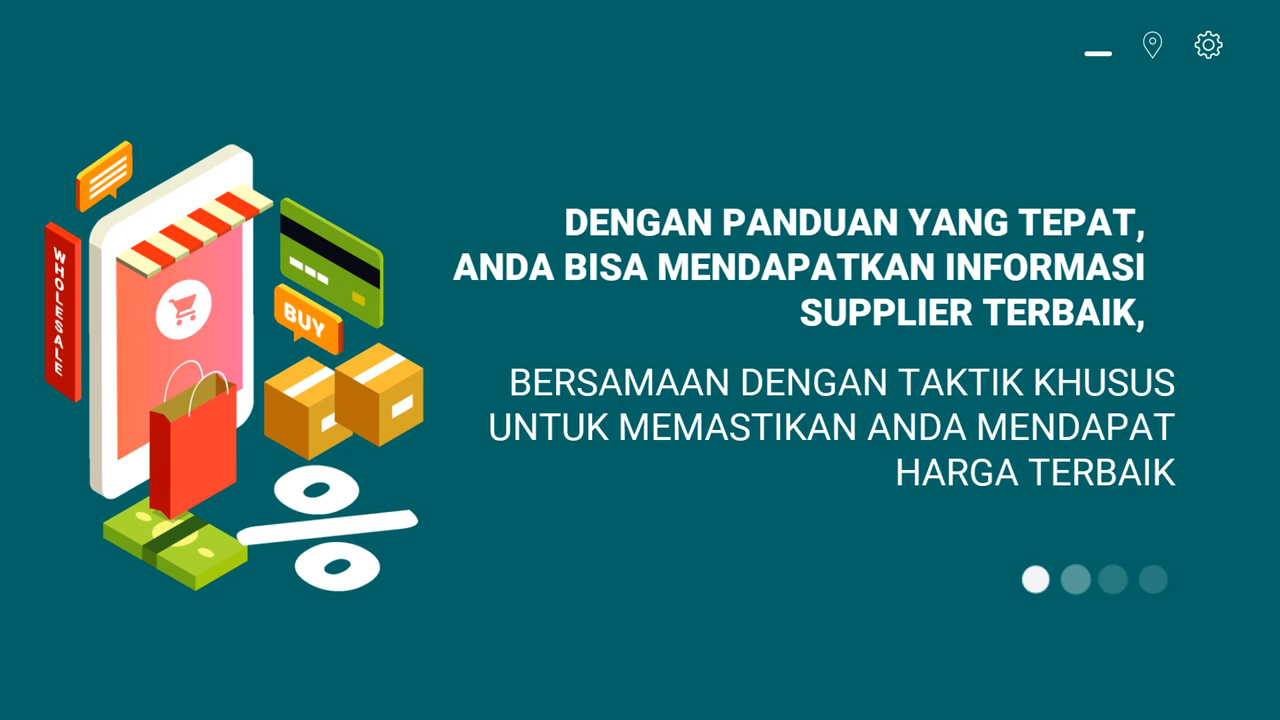 WHOLESALE
BUY
DENGAN PANDUAN YANG TEPAT,
ANDA BISA MENDAPATKAN INFORMASI
SUPPLIER TERBAIK,
BERSAMAAN DENGAN TAKTIK KHUSUS
UNTUK MEMASTIKAN ANDA MENDAPAT
HARGA TERBAIK